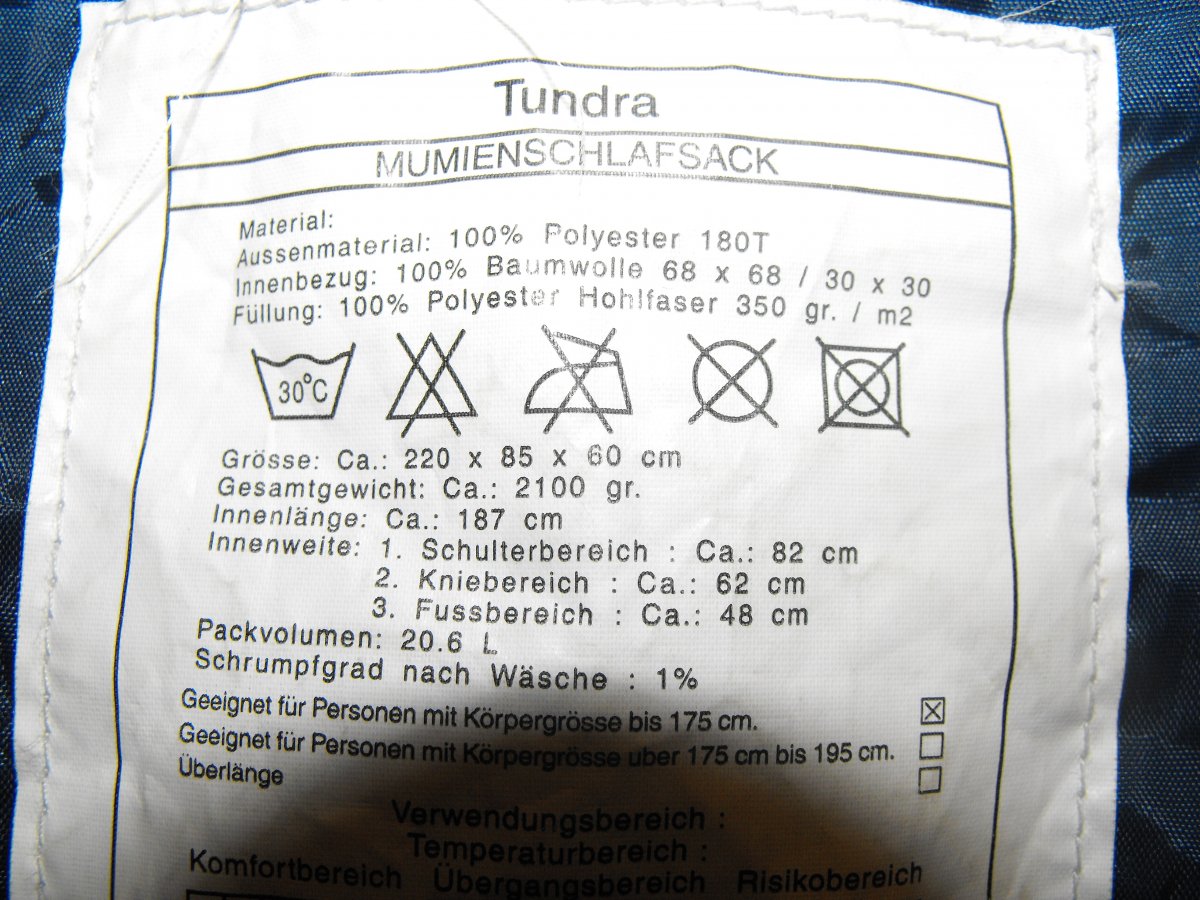 Tundra
MUMIENSCHLAFSACK
Material:
Aussenmaterial: 100% Polyester 180T
Innenbezug: 100% Baumwolle 68 x 68 / 30 x 30
Füllung: 100% Polyester Hohlfaser 350 gr. / m2
30°C
Grösse: Ca.: 220 x 85 x 60 cm
Gesamtgewicht: Ca.: 2100 gr.
Innenlänge: Ca.: 187 cm
Innenweite: 1. Schulterbereich : Ca.: 82 cm
2. Kniebereich : Ca.: 62 cm
3. Fussbereich : Ca.: 48 cm
Packvolumen: 20.6 L
Schrumpfgrad nach Wäsche : 1%
Geeignet für Personen mit Körpergrösse bis 175 cm.
Geeignet für Personen mit Körpergrösse uber 175 cm bis 195 cm.
Überlänge
Verwendungsbereich :
Temperaturbereich :
Komfortbereich Übergangsbereich Risikobereich